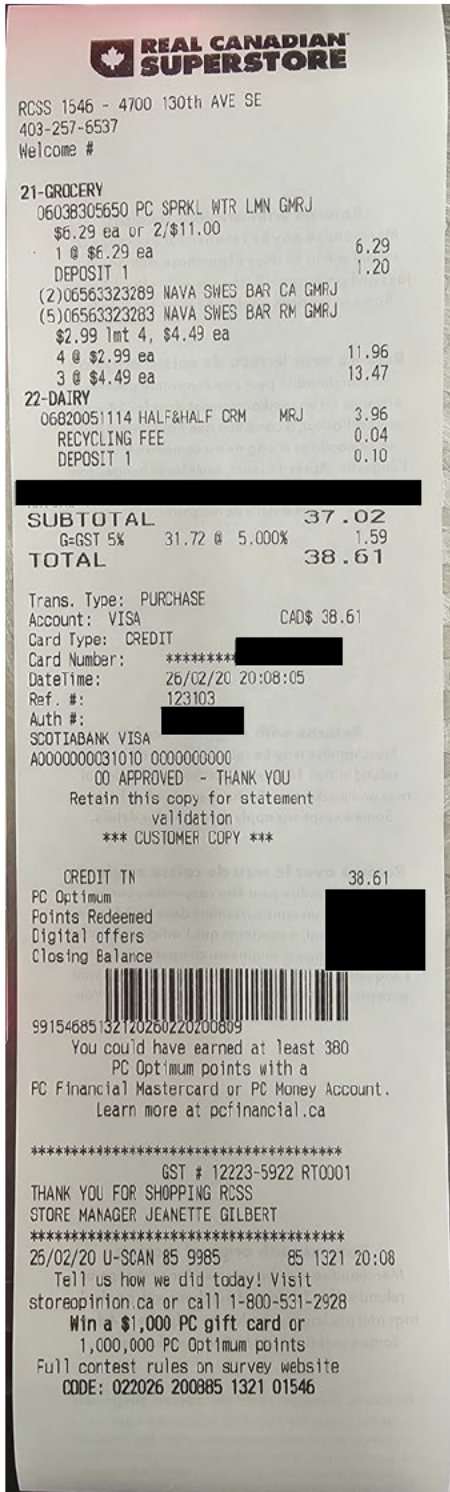 REAL CANADIAN
SUPERSTORE
RCSS 1546 - 4700 130th AVE SE
403-257-6537
Welcome #
21-GROCERY
06038305650 PC SPRKL WTR LMN GMRJ
$6.29 ea or 2/$11.00
1 @ $6.29 ea 6.29
DEPOSIT 1 1.20
(2)06563323289 NAVA SWES BAR CA GMRJ
(5)06563323283 NAVA SWES BAR RM GMRJ
$2.99 lmt 4, $4.49 ea
4 @ $2.99 ea 11.96
3 @ $4.49 ea 13.47
22-DAIRY
06820051114 HALF&HALF CRM MRJ 3.96
RECYCLING FEE 0.04
DEPOSIT 1 0.10
SUBTOTAL 37.02
G=GST 5% 31.72 @ 5.000% 1.59
TOTAL 38.61
Trans. Type: PURCHASE
Account: VISA CAD$ 38.61
Card Type: CREDIT
Card Number: *********
DateTime: 26/02/20 20:08:05
Ref. #: 123103
Auth #:
SCOTIABANK VISA
A0000000031010 0000000000
00 APPROVED - THANK YOU
Retain this copy for statement
validation
*** CUSTOMER COPY ***
CREDIT TN 38.61
PC Optimum
Points Redeemed
Digital offers
Closing Balance
99154685132120260220200809
You could have earned at least 380
PC Optimum points with a
PC Financial Mastercard or PC Money Account.
Learn more at pcfinancial.ca
**************************************
GST # 12223-5922 RT0001
THANK YOU FOR SHOPPING RCSS
STORE MANAGER JEANETTE GILBERT
**************************************
26/02/20 U-SCAN 85 9985 85 1321 20:08
Tell us how we did today! Visit
storeopinion.ca or call 1-800-531-2928
Win a $1,000 PC gift card or
1,000,000 PC Optimum points
Full contest rules on survey website
CODE: 022026 200885 1321 01546